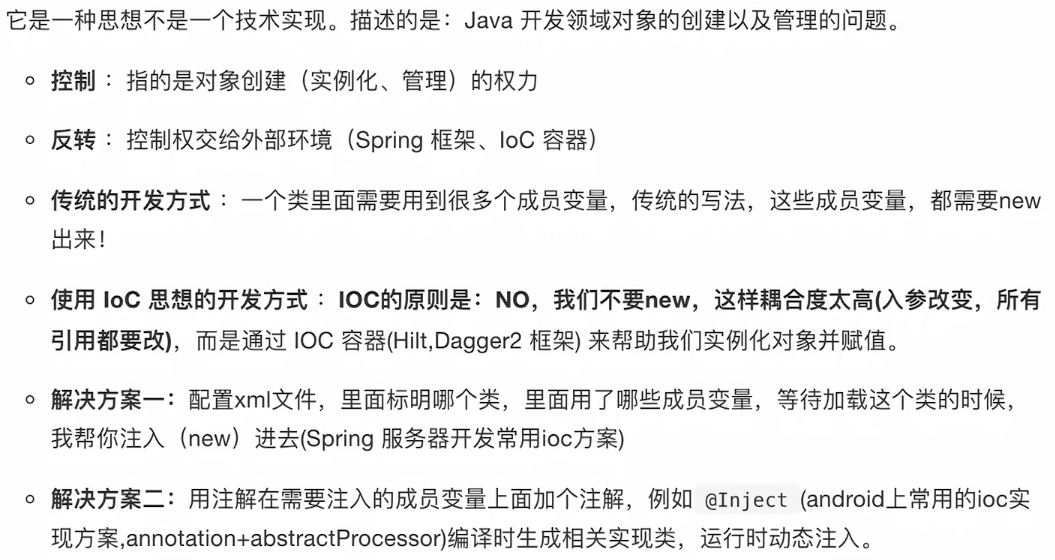 它是一种思想不是一个技术实现。描述的是：Java 开发领域对象的创建以及管理的问题。
控制 ：指的是对象创建（实例化、管理）的权力
反转 ：控制权交给外部环境（Spring 框架、IoC 容器）
传统的开发方式 ：一个类里面需要用到很多个成员变量，传统的写法，这些成员变量，都需要new
出来！
使用 IoC 思想的开发方式 ：IOC的原则是：NO，我们不要new，这样耦合度太高(入参改变，所有
引用都要改)，而是通过 IOC 容器(Hilt,Dagger2 框架) 来帮助我们实例化对象并赋值。
解决方案一：配置xml文件，里面标明哪个类，里面用了哪些成员变量，等待加载这个类的时候，
我帮你注入（new）进去(Spring 服务器开发常用ioc方案)
解决方案二：用注解在需要注入的成员变量上面加个注解，例如 @Inject (android上常用的ioc实
现方案,annotation+abstractProcessor)编译时生成相关实现类，运行时动态注入。